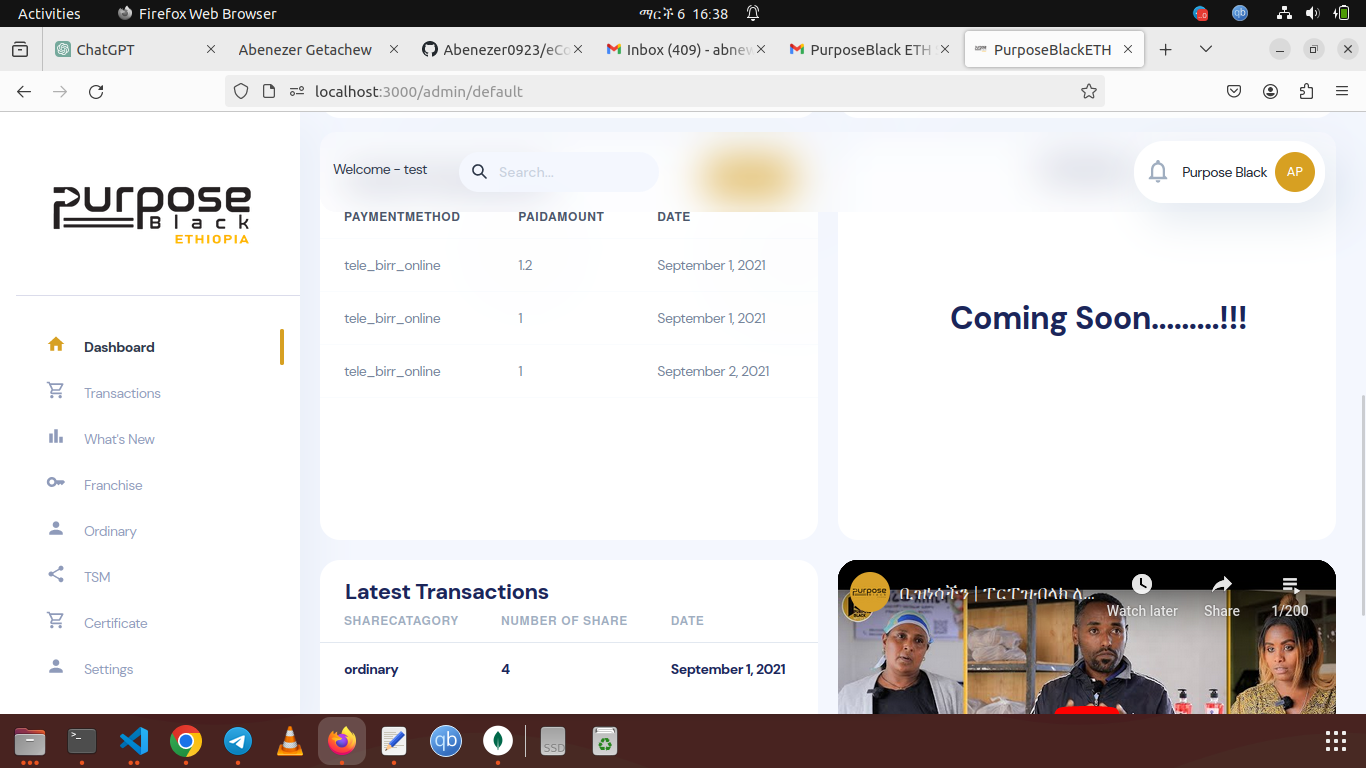 Activities
Firefox Web Browser
ማርች 6 16:38
ChatGPT
Abenezer Getachew
Abenezer0923/eCo
Inbox (409) - abnew
PurposeBlack ETH
PurposeBlackETH
localhost:3000/admin/default
purpose
Black
ETHIOPIA
Welcome - test
Search...
Purpose Black
AP
Dashboard
Transactions
What's New
Franchise
Ordinary
TSM
Certificate
Settings
PAYMENTMETHOD PAIDAMOUNT DATE
tele_birr_online 1.2 September 1, 2021
tele_birr_online 1 September 1, 2021
tele_birr_online 1 September 2, 2021
Coming Soon.........!!!
Latest Transactions
SHARECATAGORY NUMBER OF SHARE DATE
ordinary 4 September 1, 2021
ቢዝነሳችን | ፐርፐዝብላክ ለ...
Watch later
Share
1/200
qb
SSD